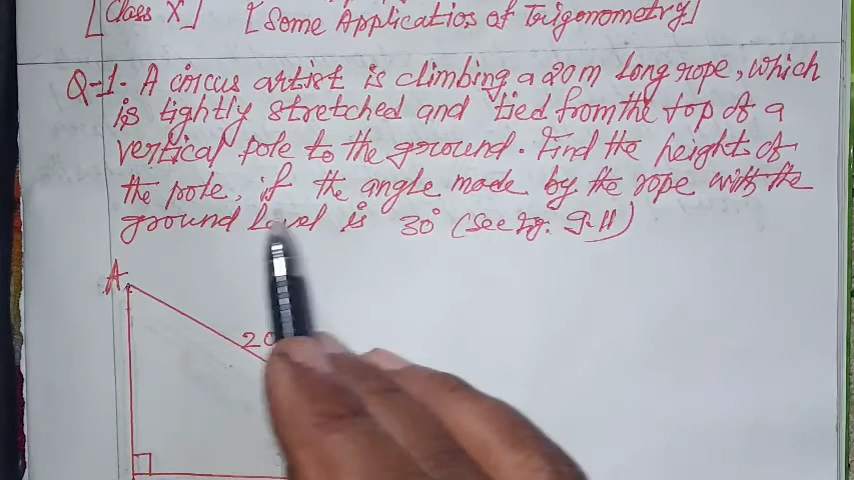 [Class X] [Some Applicatios of Trigonometry]
Q-1. A circus artist is climbing a 20m long rope, which
is tightly stretched and tied from the top of a
vertical pole to the ground. Find the heights of
the pole, if the angle made by the rope with the
ground level is 30° (See fig. 9.11)
A
20